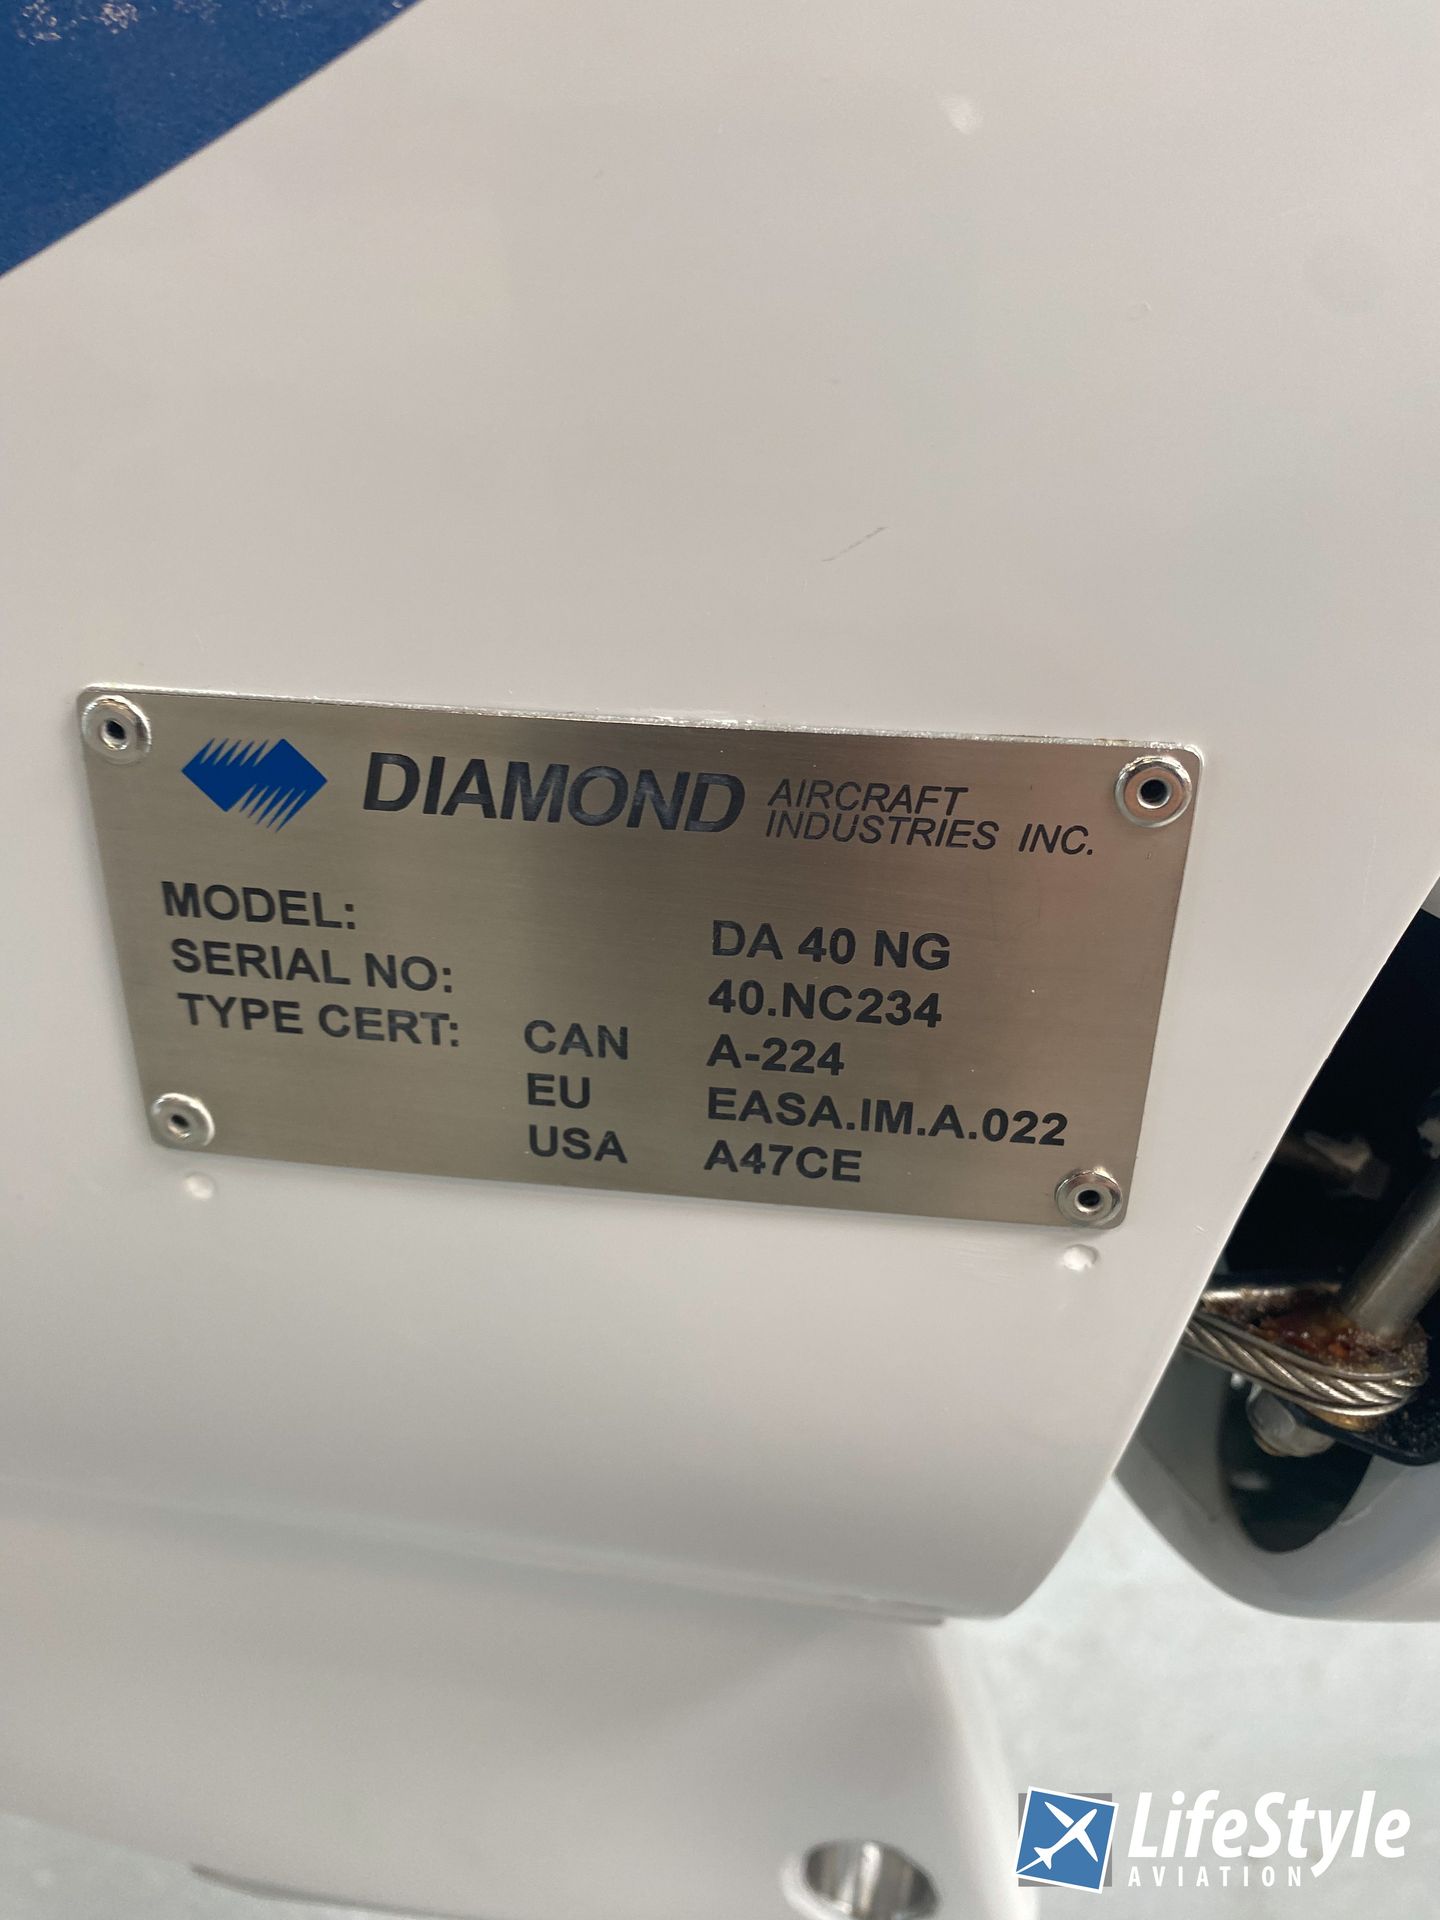 DIAMOND AIRCRAFT INDUSTRIES INC.
MODEL: DA 40 NG
SERIAL NO: 40.NC234
TYPE CERT: CAN A-224
EU EASA.IM.A.022
USA A47CE
LifeStyle
AVIATION